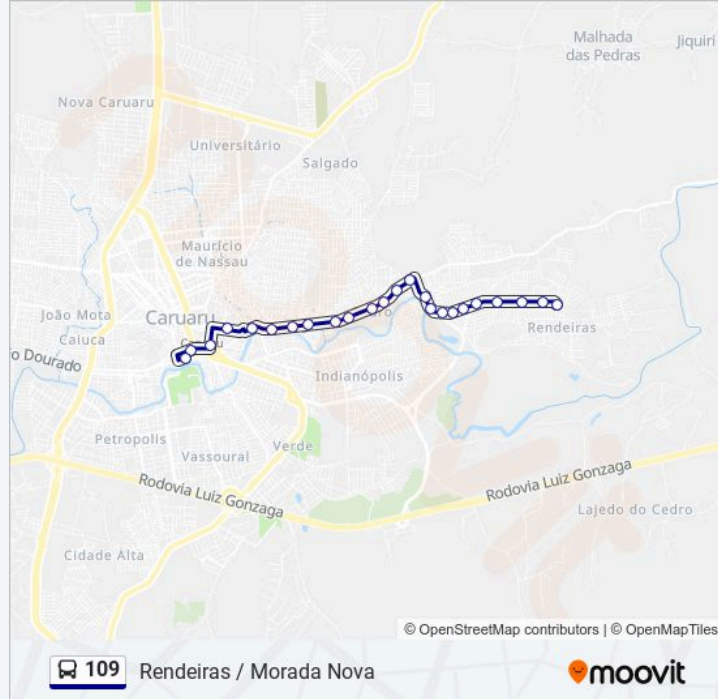 Malhada
das Pedras
Jiquiri
Nova Caruaru
Universitário
Salgado
Maurício
de Nassau
João Mota
Caruaru
Caiuca
Rendeiras
o Dourado
Indianópolis
Petropolis
Verde
Vassoural
Rodovia Luiz Gonzaga
Rodovia Luiz Gonzaga
Lajedo do Cedro
Cidade Alta
© OpenStreetMap contributors | © OpenMapTiles
109 Rendeiras / Morada Nova
moovit